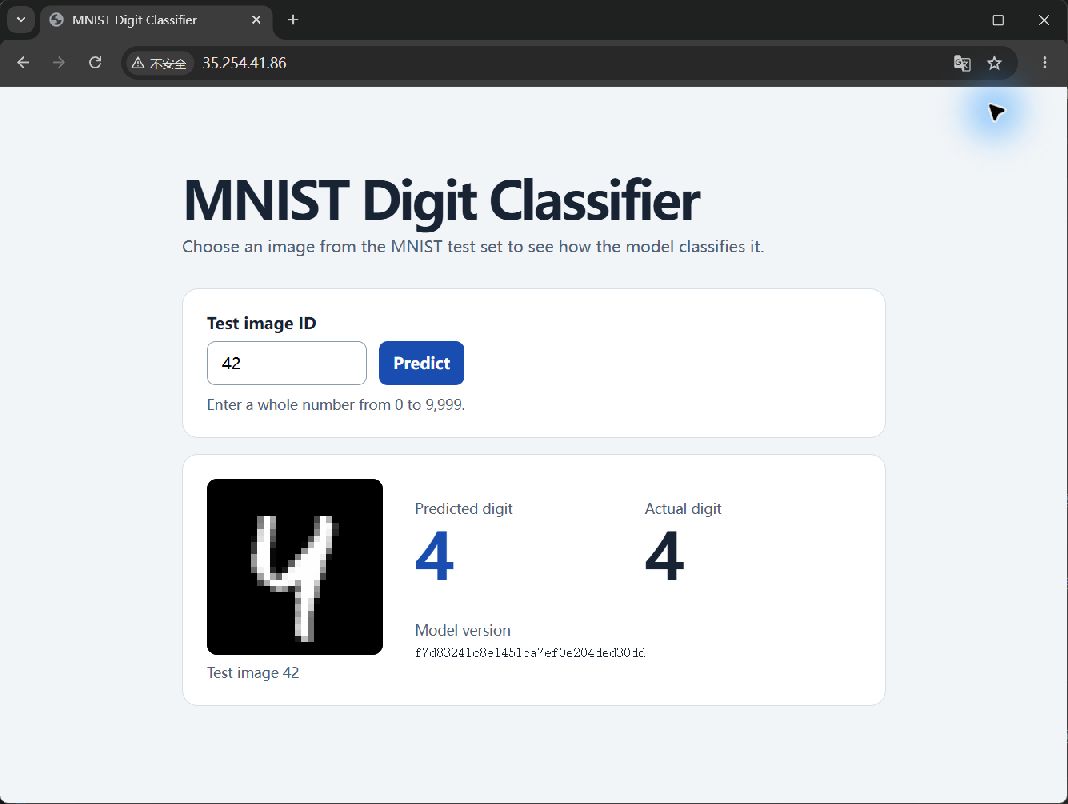 MNIST Digit Classifier
不安全
35.254.41.86
MNIST Digit Classifier
Choose an image from the MNIST test set to see how the model classifies it.
Test image ID
42
Predict
Enter a whole number from 0 to 9,999.
4
Predicted digit
Actual digit
4
4
Model version
Test image 42